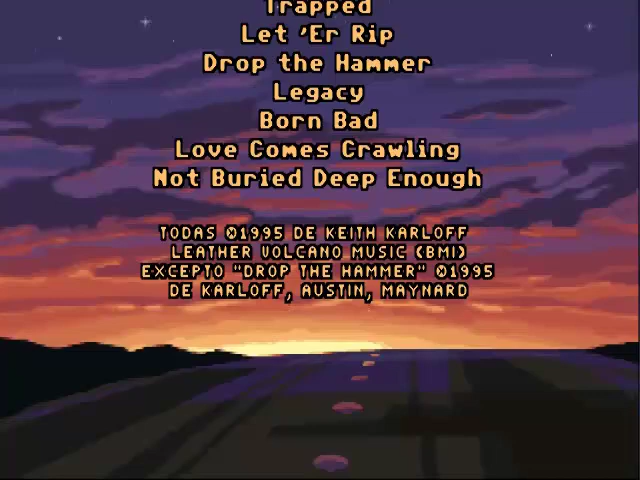 Trapped
Let 'Er Rip
Drop the Hammer
Legacy
Born Bad
Love Comes Crawling
Not Buried Deep Enough
TODAS ©1995 DE KEITH KARLOFF
LEATHER VOLCANO MUSIC (BMI)
EXCEPTO "DROP THE HAMMER" ©1995
DE KARLOFF, AUSTIN, MAYNARD